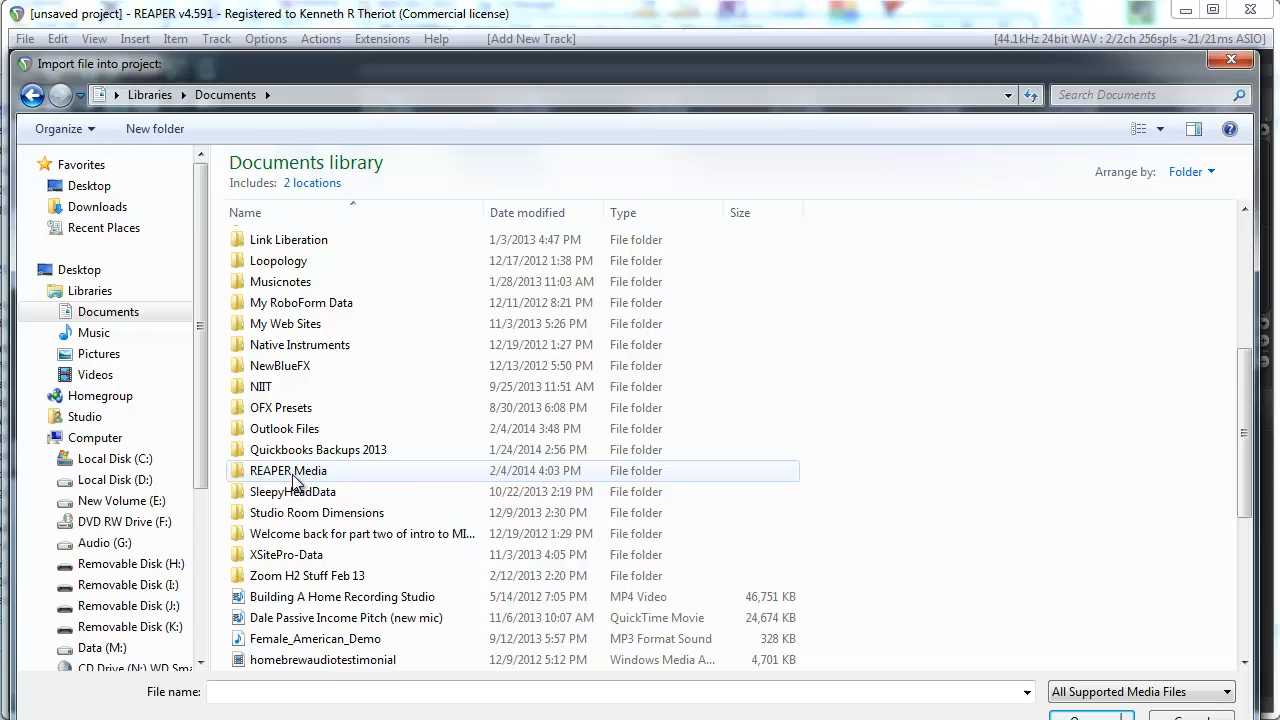 [unsaved project] - REAPER v4.591 - Registered to Kenneth R Theriot (Commercial license)
File Edit View Insert Item Track Options Actions Extensions Help [Add New Track] [44.1kHz 24bit WAV : 2/2ch 256spls ~21/21ms ASIO]
Import file into project:
Libraries Documents Search Documents
Organize New folder
Favorites
Desktop
Downloads
Recent Places
Desktop
Libraries
Documents
Music
Pictures
Videos
Homegroup
Studio
Computer
Local Disk (C:)
Local Disk (D:)
New Volume (E:)
DVD RW Drive (F:)
Audio (G:)
Removable Disk (H:)
Removable Disk (I:)
Removable Disk (J:)
Removable Disk (K:)
Data (M:)
CD Drive (N:) WD Sma
Documents library
Includes: 2 locations
Arrange by: Folder
Name Date modified Type Size
Link Liberation 1/3/2013 4:47 PM File folder
Loopology 12/17/2012 1:38 PM File folder
Musicnotes 1/28/2013 11:03 AM File folder
My RoboForm Data 12/11/2012 8:21 PM File folder
My Web Sites 11/3/2013 5:26 PM File folder
Native Instruments 12/19/2012 1:27 PM File folder
NewBlueFX 12/13/2012 5:50 PM File folder
NIIT 9/25/2013 11:51 AM File folder
OFX Presets 8/30/2013 6:08 PM File folder
Outlook Files 2/4/2014 3:48 PM File folder
Quickbooks Backups 2013 1/24/2014 2:56 PM File folder
REAPER Media 2/4/2014 4:03 PM File folder
SleepyHeadData 10/22/2013 2:19 PM File folder
Studio Room Dimensions 12/9/2013 2:30 PM File folder
Welcome back for part two of intro to MI... 12/19/2012 1:29 PM File folder
XSitePro-Data 11/3/2013 4:05 PM File folder
Zoom H2 Stuff Feb 13 2/12/2013 2:20 PM File folder
Building A Home Recording Studio 5/14/2012 7:05 PM MP4 Video 46,751 KB
Dale Passive Income Pitch (new mic) 11/6/2013 10:07 AM QuickTime Movie 24,674 KB
Female_American_Demo 9/12/2013 5:57 PM MP3 Format Sound 328 KB
homebrewaudiotestimonial 12/9/2012 5:12 PM Windows Media A... 4,701 KB
File name: All Supported Media Files